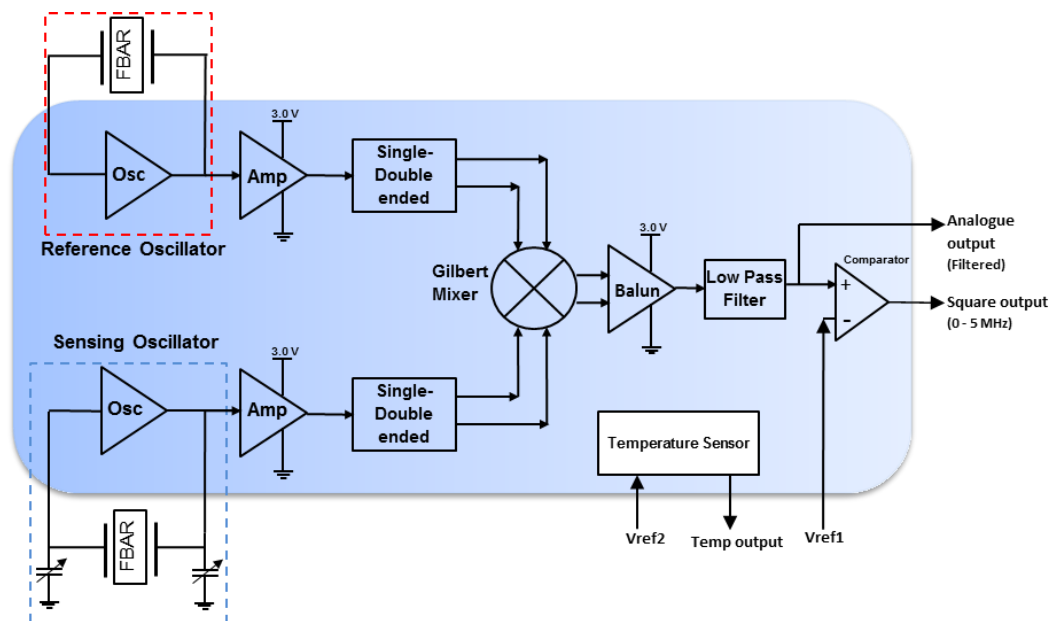 FBAR
3.0 V
Osc
Amp
Single-
Double
ended
Reference Oscillator
Gilbert
Mixer
3.0 V
Balun
Low Pass
Filter
Comparator
+
-
Analogue
output
(Filtered)
Square output
(0 - 5 MHz)
Sensing Oscillator
3.0 V
Osc
Amp
Single-
Double
ended
Temperature Sensor
FBAR
Vref2
Temp output
Vref1